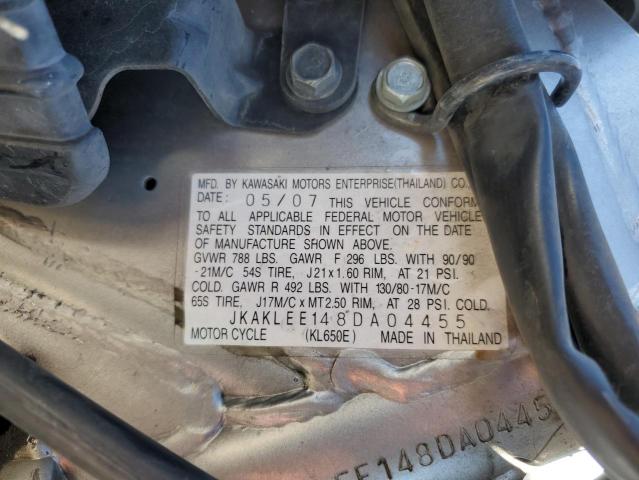 MFD. BY KAWASAKI MOTORS ENTERPRISE(THAILAND) CO.,
DATE: 05/07 THIS VEHICLE CONFORM
TO ALL APPLICABLE FEDERAL MOTOR VEHICLE
SAFETY STANDARDS IN EFFECT ON THE DATE
OF MANUFACTURE SHOWN ABOVE.
GVWR 788 LBS. GAWR F 296 LBS. WITH 90/90
-21M/C 54S TIRE, J21x1.60 RIM, AT 21 PSI.
COLD. GAWR R 492 LBS. WITH 130/80-17M/C
65S TIRE, J17M/C x MT2.50 RIM, AT 28 PSI. COLD.
JKAKLEE148DA04455
MOTOR CYCLE (KL650E) MADE IN THAILAND
EE148DA0445